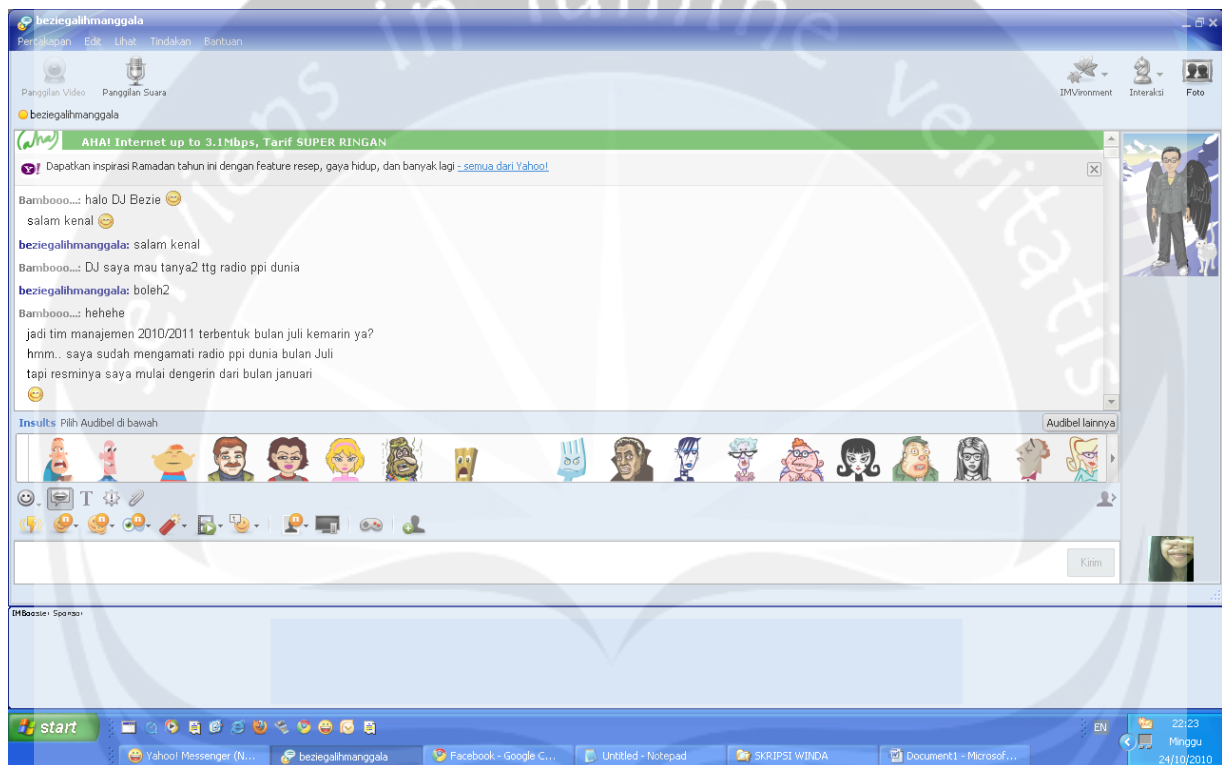 beziegalihmanggala
Percakapan Edit Lihat Tindakan Bantuan
Panggilan Video Panggilan Suara IMVironment Interaksi Foto
beziegalihmanggala
aha! AHA! Internet up to 3.1Mbps, Tarif SUPER RINGAN
Dapatkan inspirasi Ramadan tahun ini dengan feature resep, gaya hidup, dan banyak lagi - semua dari Yahoo!
Bambooo...: halo DJ Bezie
salam kenal
beziegalihmanggala: salam kenal
Bambooo...: DJ saya mau tanya2 ttg radio ppi dunia
beziegalihmanggala: boleh2
Bambooo...: hehehe
jadi tim manajemen 2010/2011 terbentuk bulan juli kemarin ya?
hmm.. saya sudah mengamati radio ppi dunia bulan Juli
tapi resminya saya mulai dengerin dari bulan januari
Insults Pilih Audibel di bawah Audibel lainnya
Kirim
start EN 22:23
Yahoo! Messenger (N... beziegalihmanggala Facebook - Google C... Untitled - Notepad SKRIPSI WINDA Document1 - Microsof... Minggu
24/10/2010
serviens in lumine veritatis